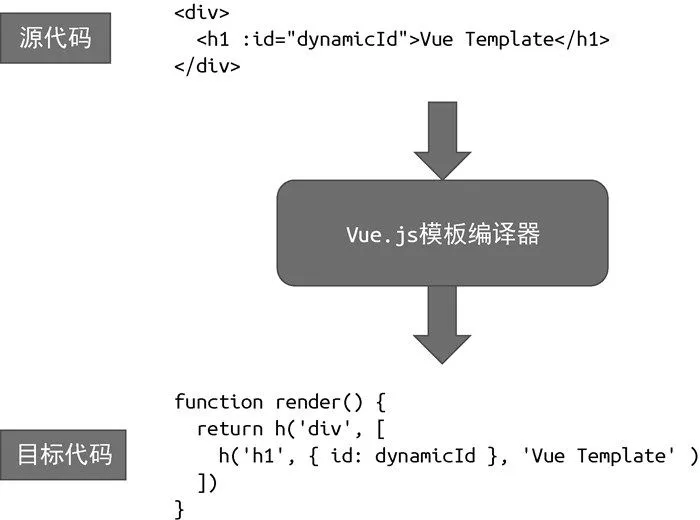 源代码
<div>
  <h1 :id="dynamicId">Vue Template</h1>
</div>
Vue.js模板编译器
目标代码
function render() {
  return h('div', [
    h('h1', { id: dynamicId }, 'Vue Template' )
  ])
}